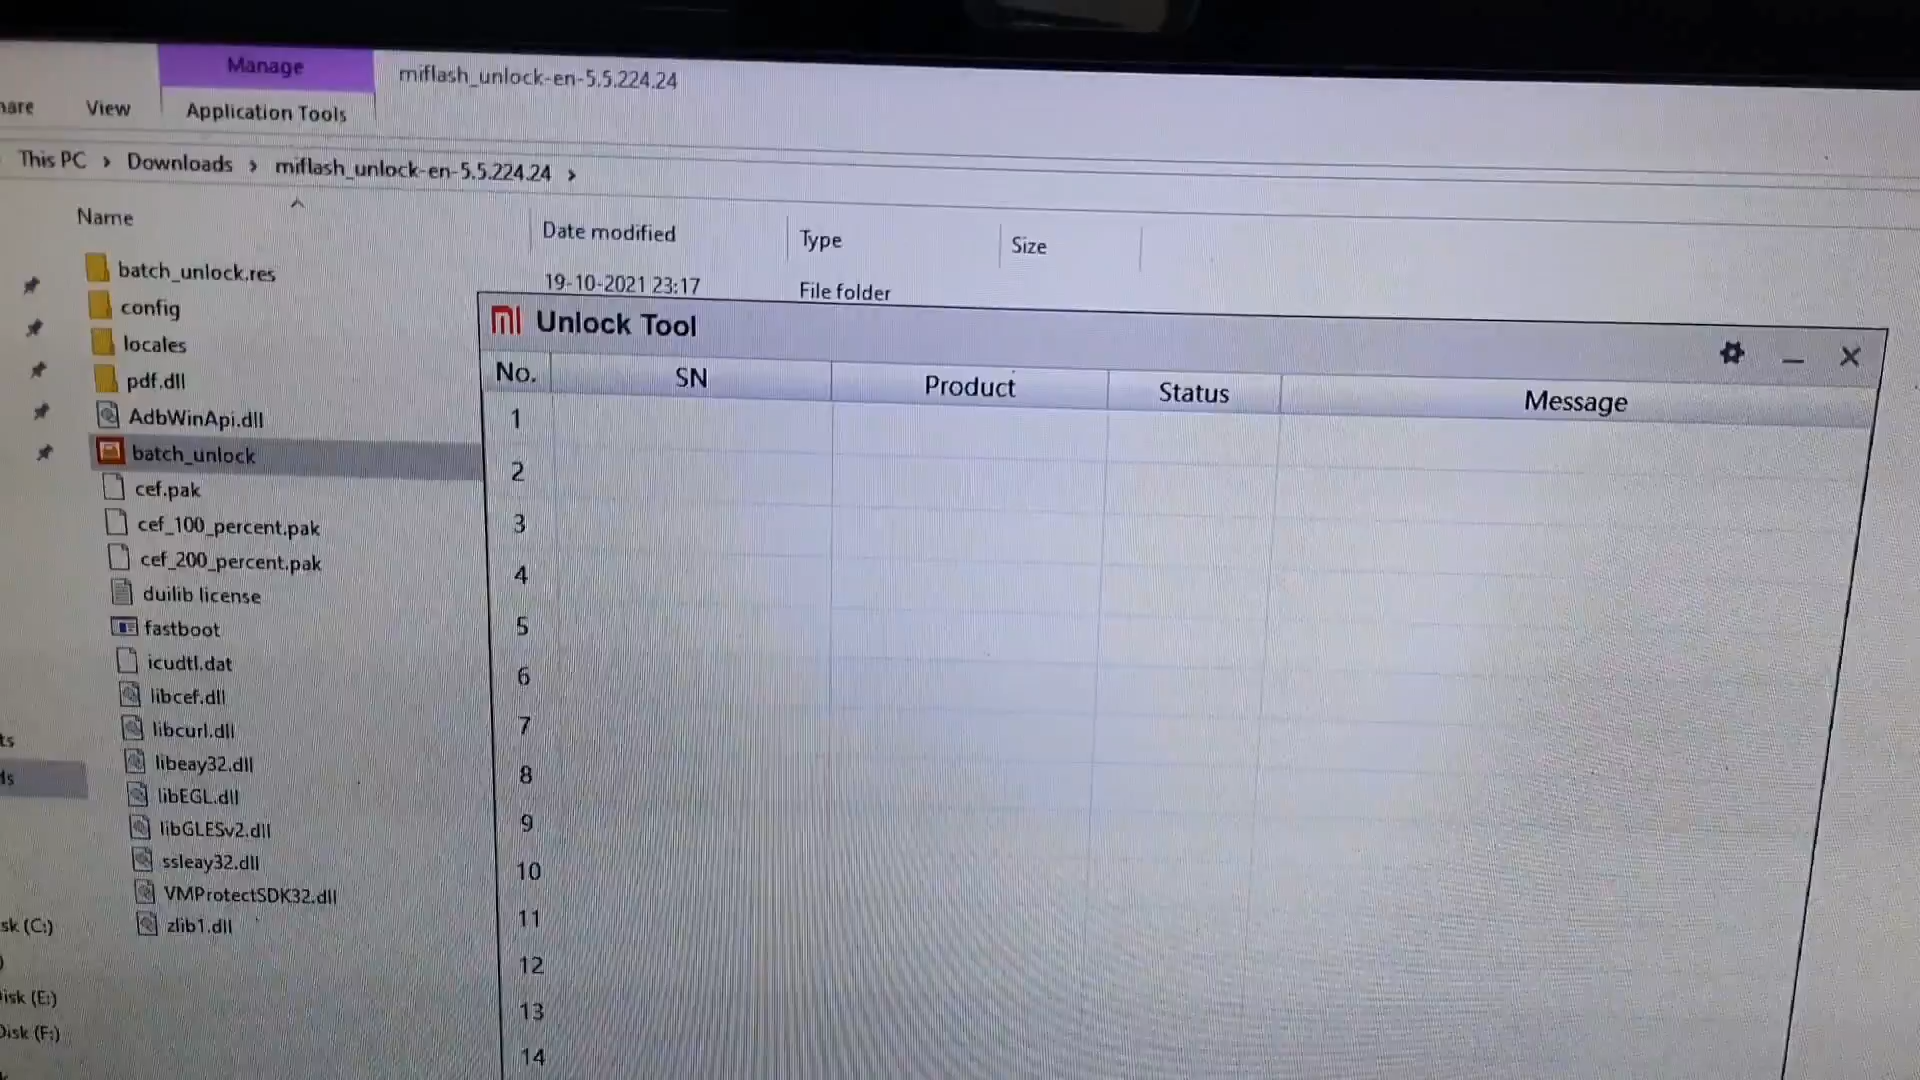 Manage
miflash_unlock-en-5.5.224.24
View
Application Tools
This PC > Downloads > miflash_unlock-en-5.5.224.24 >
Name
Date modified
Type
Size
batch_unlock.res
19-10-2021 23:17
File folder
config
locales
pdf.dll
AdbWinApi.dll
batch_unlock
cef.pak
cef_100_percent.pak
cef_200_percent.pak
duilib license
fastboot
icudtl.dat
libcef.dll
libcurl.dll
libeay32.dll
libEGL.dll
libGLESv2.dll
ssleay32.dll
VMProtectSDK32.dll
zlib1.dll
sk (C:)
isk (E:)
Disk (F:)
MI Unlock Tool
No.
SN
Product
Status
Message
1
2
3
4
5
6
7
8
9
10
11
12
13
14